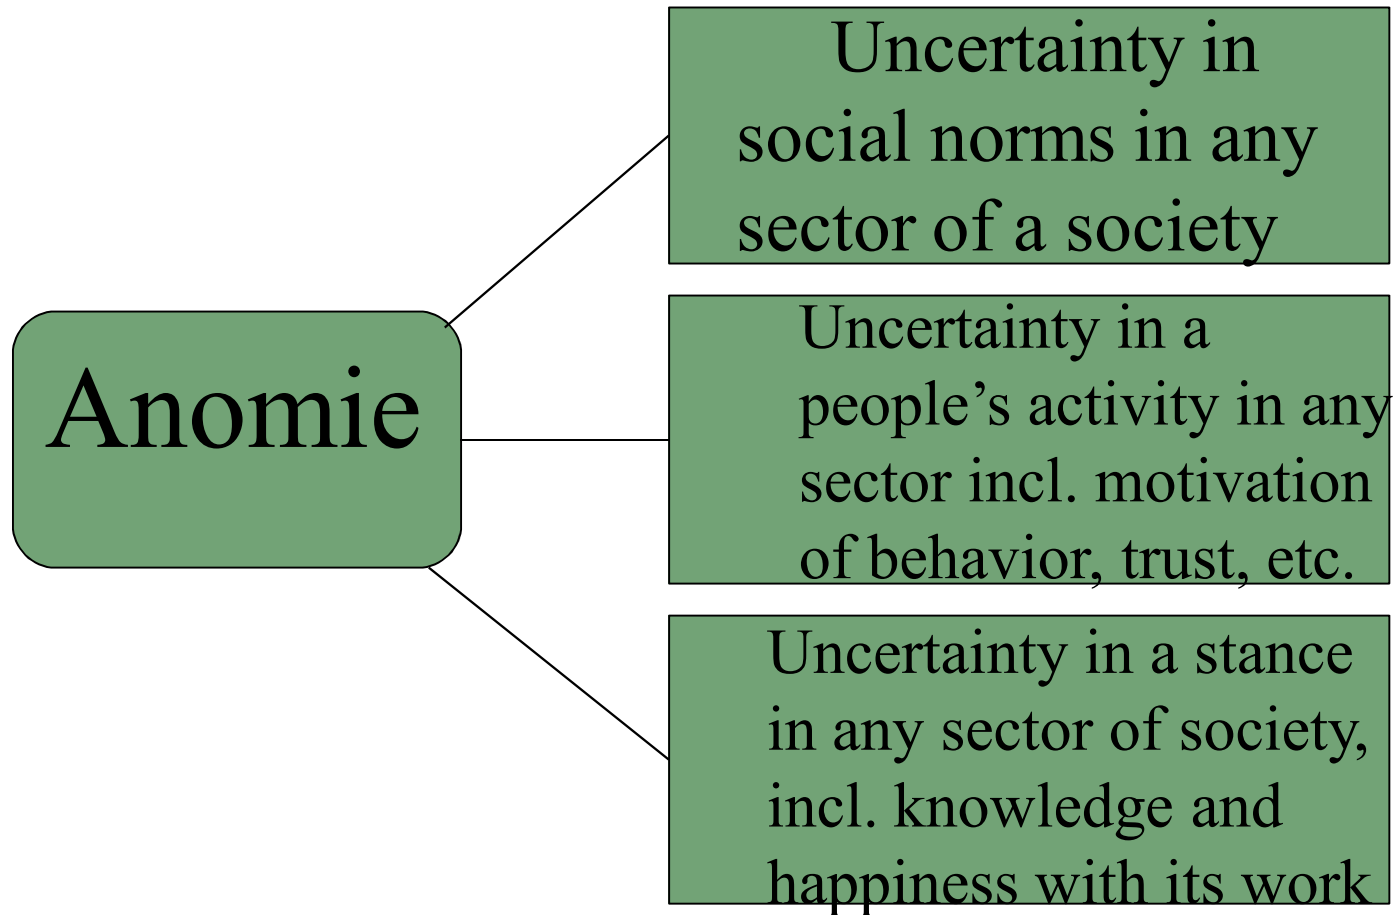 Anomie
Uncertainty in
social norms in any
sector of a society
Uncertainty in a
people’s activity in any
sector incl. motivation
of behavior, trust, etc.
Uncertainty in a stance
in any sector of society,
incl. knowledge and
happiness with its work